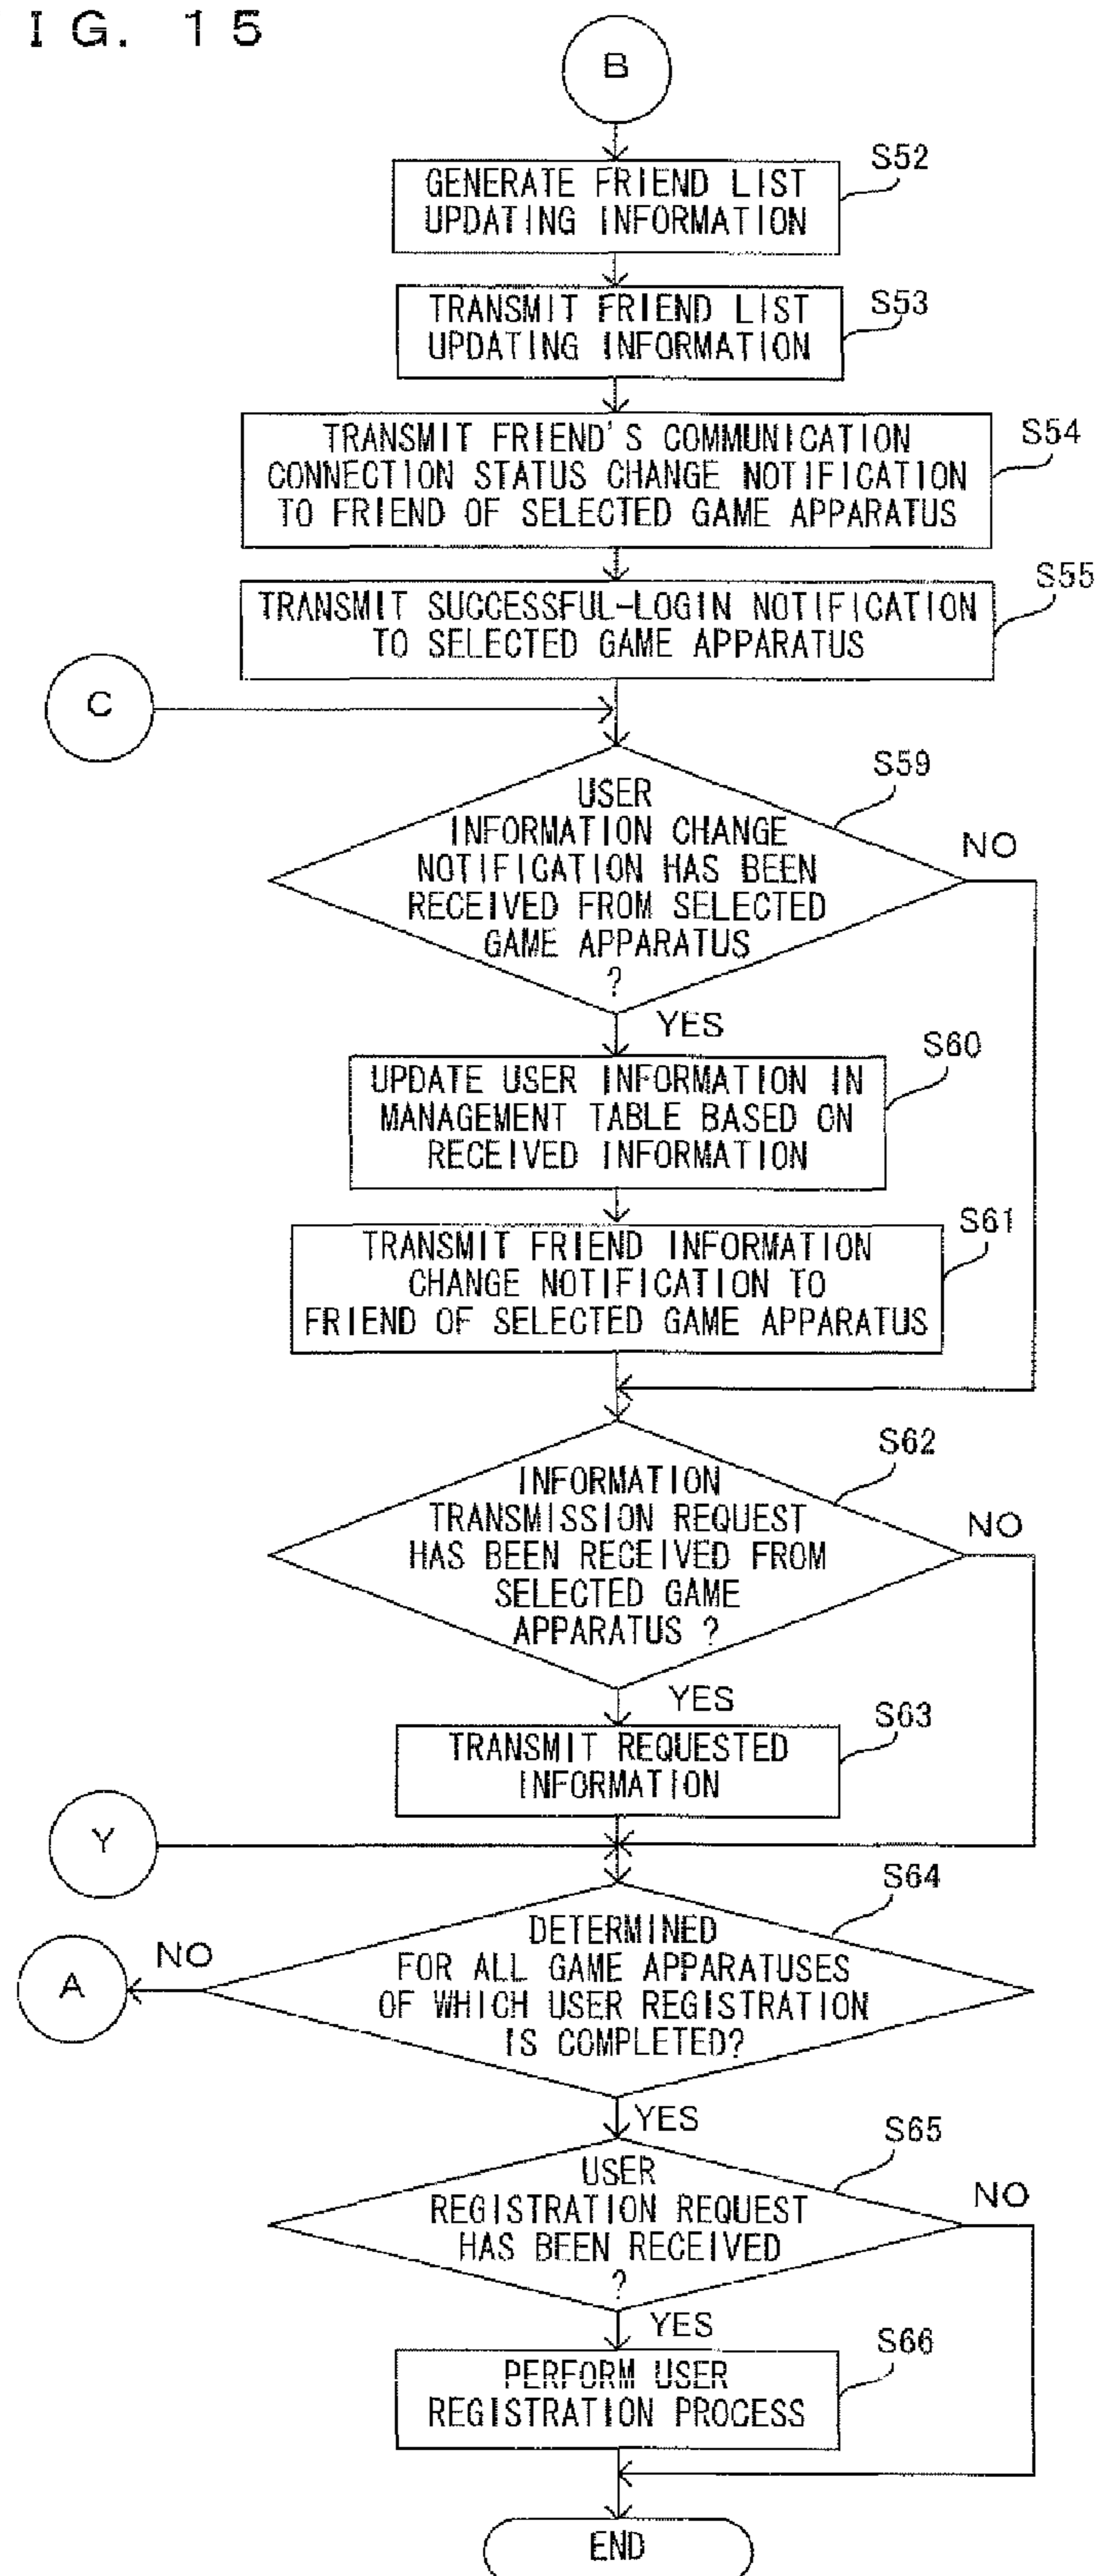 IG. 15
B
S52
GENERATE FRIEND LIST
UPDATING INFORMATION
S53
TRANSMIT FRIEND LIST
UPDATING INFORMATION
S54
TRANSMIT FRIEND'S COMMUNICATION
CONNECTION STATUS CHANGE NOTIFICATION
TO FRIEND OF SELECTED GAME APPARATUS
S55
TRANSMIT SUCCESSFUL-LOGIN NOTIFICATION
TO SELECTED GAME APPARATUS
C
S59
USER
INFORMATION CHANGE
NOTIFICATION HAS BEEN
RECEIVED FROM SELECTED
GAME APPARATUS
?
NO
YES
S60
UPDATE USER INFORMATION IN
MANAGEMENT TABLE BASED ON
RECEIVED INFORMATION
S61
TRANSMIT FRIEND INFORMATION
CHANGE NOTIFICATION TO
FRIEND OF SELECTED GAME APPARATUS
S62
INFORMATION
TRANSMISSION REQUEST
HAS BEEN RECEIVED FROM
SELECTED GAME
APPARATUS ?
NO
YES
S63
TRANSMIT REQUESTED
INFORMATION
Y
S64
DETERMINED
FOR ALL GAME APPARATUSES
OF WHICH USER REGISTRATION
IS COMPLETED?
NO
A
YES
S65
USER
REGISTRATION REQUEST
HAS BEEN RECEIVED
?
NO
YES
S66
PERFORM USER
REGISTRATION PROCESS
END